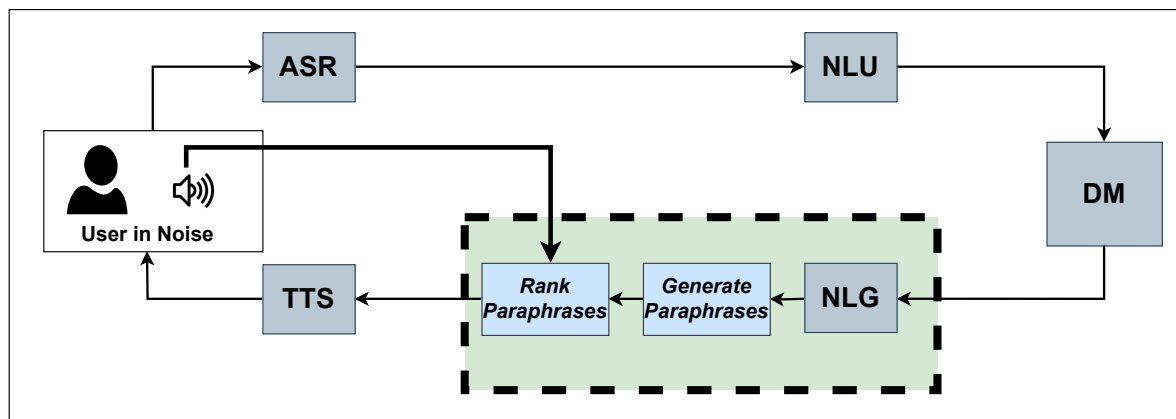 ASR
NLU
DM
User in Noise
TTS
Rank
Paraphrases
Generate
Paraphrases
NLG